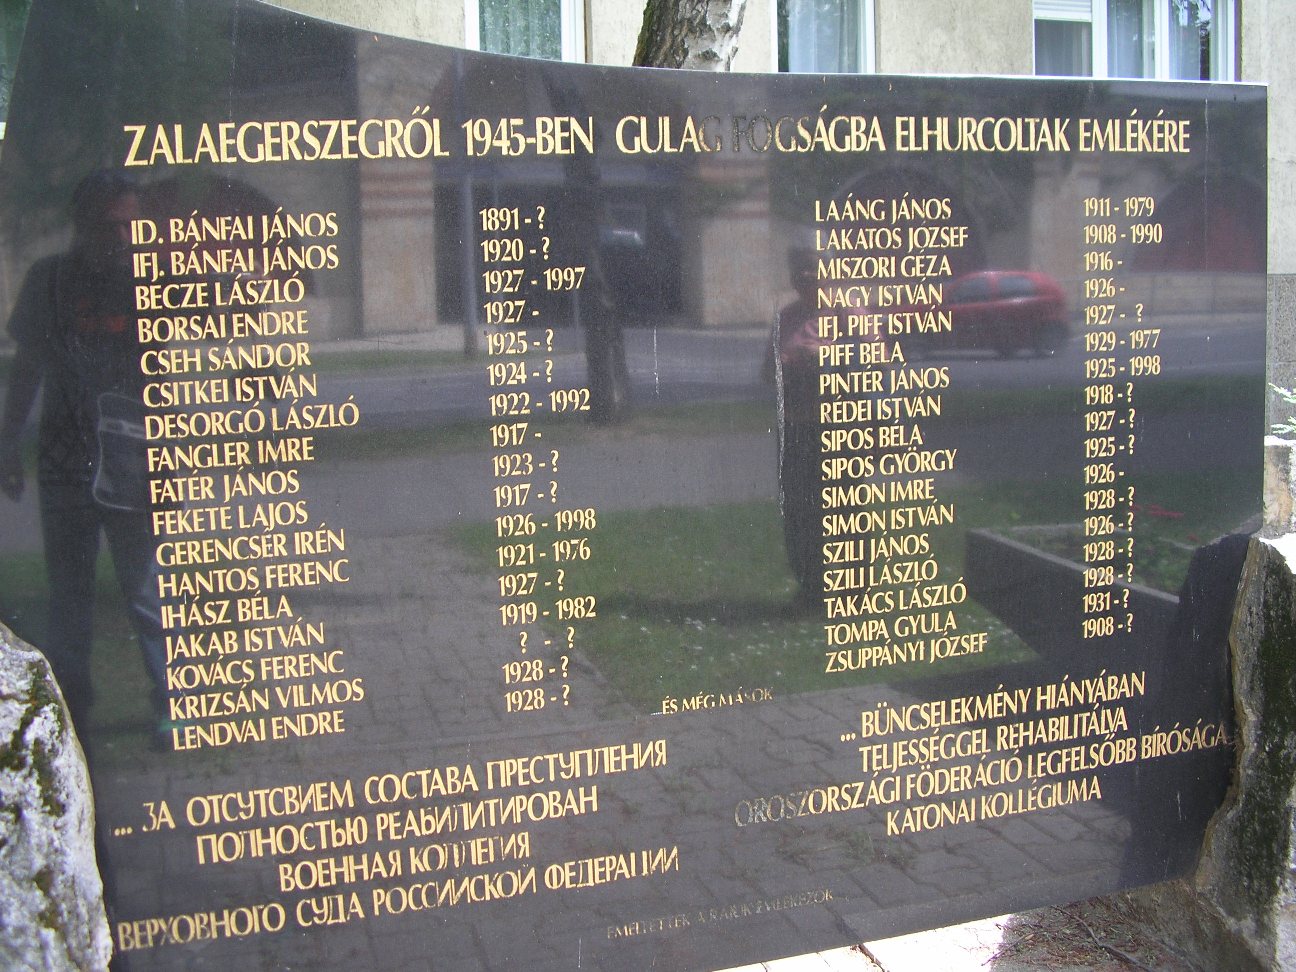 ZALAEGERSZEGRŐL 1945-BEN GULAG FOGSÁGBA ELHURCOLTAK EMLÉKÉRE
ID. BÁNFAI JÁNOS 1891 - ?
IFJ. BÁNFAI JÁNOS 1920 - ?
BECZE LÁSZLÓ 1927 - 1997
BORSAI ENDRE 1927 -
CSEH SÁNDOR 1925 - ?
CSITKEI ISTVÁN 1924 - ?
DESORGÓ LÁSZLÓ 1922 - 1992
FANGLER IMRE 1917 -
FATÉR JÁNOS 1923 - ?
FEKETE LAJOS 1917 - ?
GERENCSÉR IRÉN 1926 - 1998
HANTOS FERENC 1921 - 1976
IHÁSZ BÉLA 1927 - ?
JAKAB ISTVÁN 1919 - 1982
KOVÁCS FERENC ? - ?
KRIZSÁN VILMOS 1928 - ?
LENDVAI ENDRE 1928 - ?
LAÁNG JÁNOS 1911 - 1979
LAKATOS JÓZSEF 1908 - 1990
MISZORI GÉZA 1916 -
NAGY ISTVÁN 1926 -
IFJ. PIFF ISTVÁN 1927 - ?
PIFF BÉLA 1929 - 1977
PINTÉR JÁNOS 1925 - 1998
RÉDEI ISTVÁN 1918 - ?
SIPOS BÉLA 1927 - ?
SIPOS GYÖRGY 1925 - ?
SIMON IMRE 1926 -
SIMON ISTVÁN 1928 - ?
SZILI JÁNOS 1926 - ?
SZILI LÁSZLÓ 1928 - ?
TAKÁCS LÁSZLÓ 1928 - ?
TOMPA GYULA 1931 - ?
ZSUPPÁNYI JÓZSEF 1908 - ?
...ÉS MÉG MÁSOK
... ЗА ОТСУТСВИЕМ СОСТАВА ПРЕСТУПЛЕНИЯ
ПОЛНОСТЬЮ РЕАБИЛИТИРОВАН
ВОЕННАЯ КОЛЛЕГИЯ
ВЕРХОВНОГО СУДА РОССИИСКОЙ ФЕДЕРАЦИИ
... BŰNCSELEKMÉNY HIÁNYÁBAN
TELJESSÉGGEL REHABILITÁLVA
OROSZORSZÁGI FÖDERÁCIÓ LEGFELSŐBB BÍRÓSÁGA
KATONAI KOLLÉGIUMA
EMELTETTÉK A RÁJUK EMLÉKEZŐK